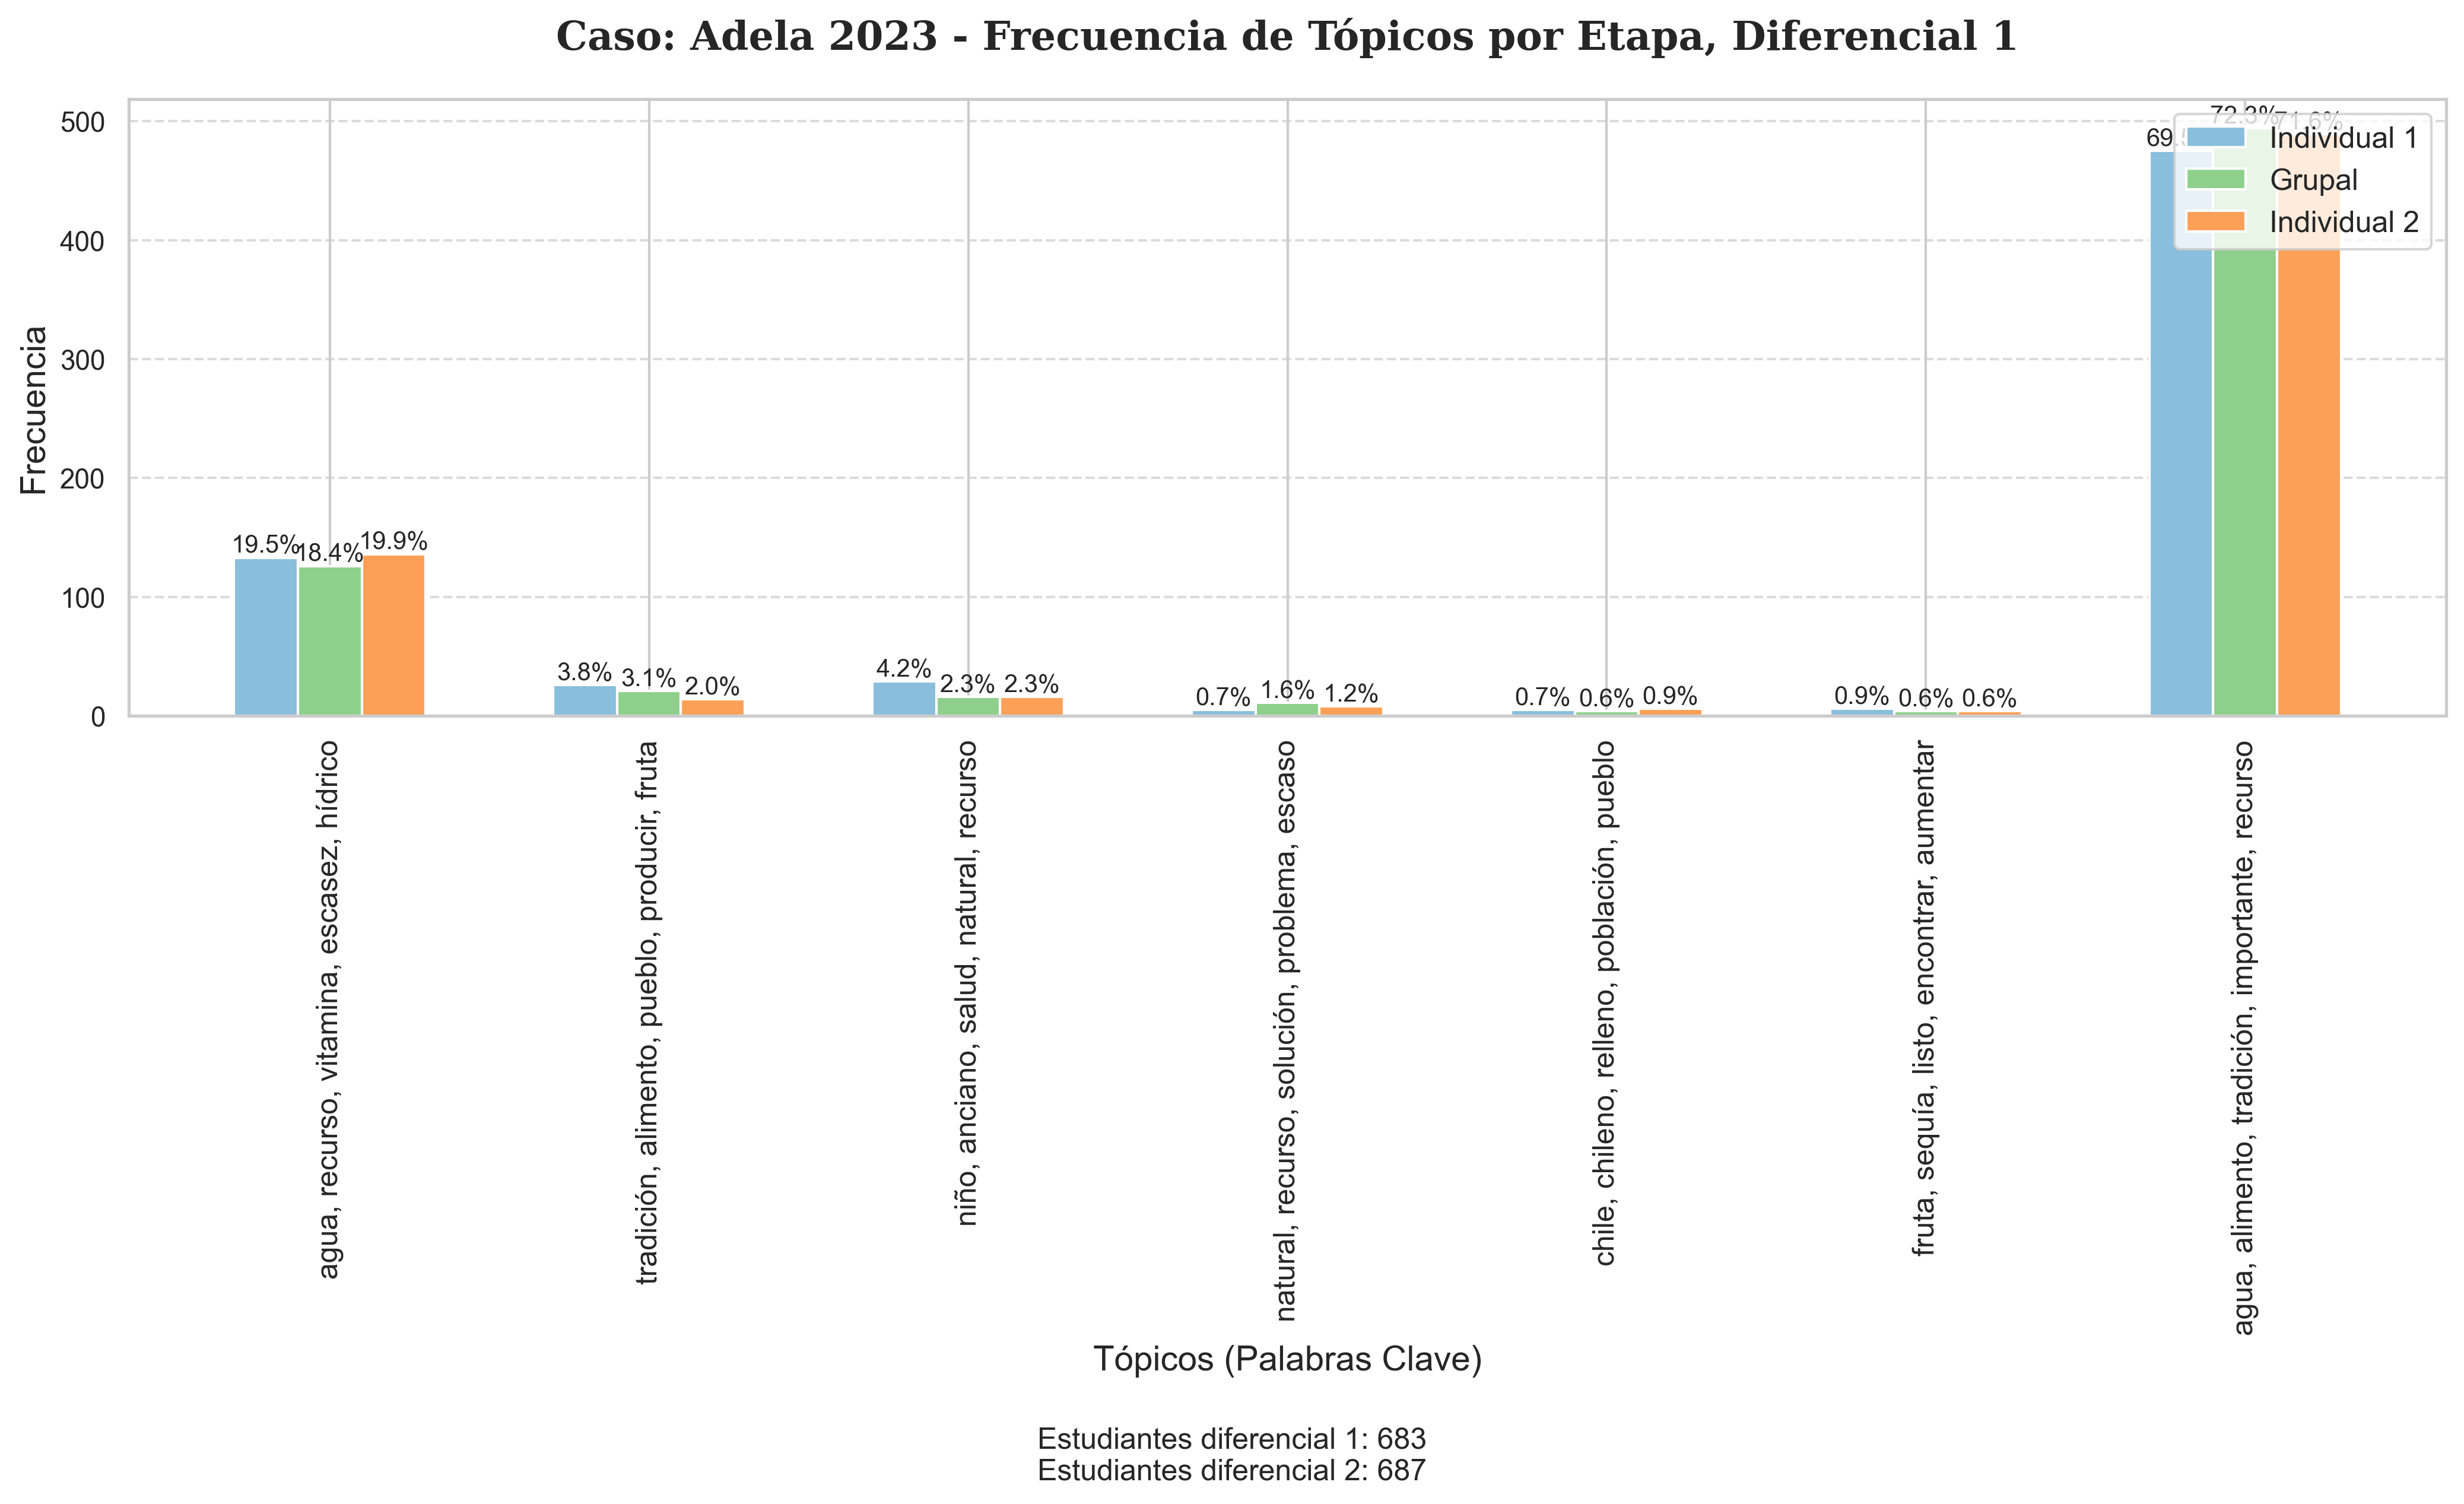 Caso: Adela 2023 - Frecuencia de Tópicos por Etapa, Diferencial 1
Frecuencia
500
400
300
200
100
0
19.5%
18.4%
19.9%
3.8%
3.1%
2.0%
4.2%
2.3%
2.3%
0.7%
1.6%
1.2%
0.7%
0.6%
0.9%
0.9%
0.6%
0.6%
72.3%
71.6%
Individual 1
Grupal
Individual 2
agua, recurso, vitamina, escasez, hídrico
tradición, alimento, pueblo, producir, fruta
niño, anciano, salud, natural, recurso
natural, recurso, solución, problema, escaso
chile, chileno, relleno, población, pueblo
fruta, sequía, listo, encontrar, aumentar
agua, alimento, tradición, importante, recurso
Tópicos (Palabras Clave)
Estudiantes diferencial 1: 683
Estudiantes diferencial 2: 687